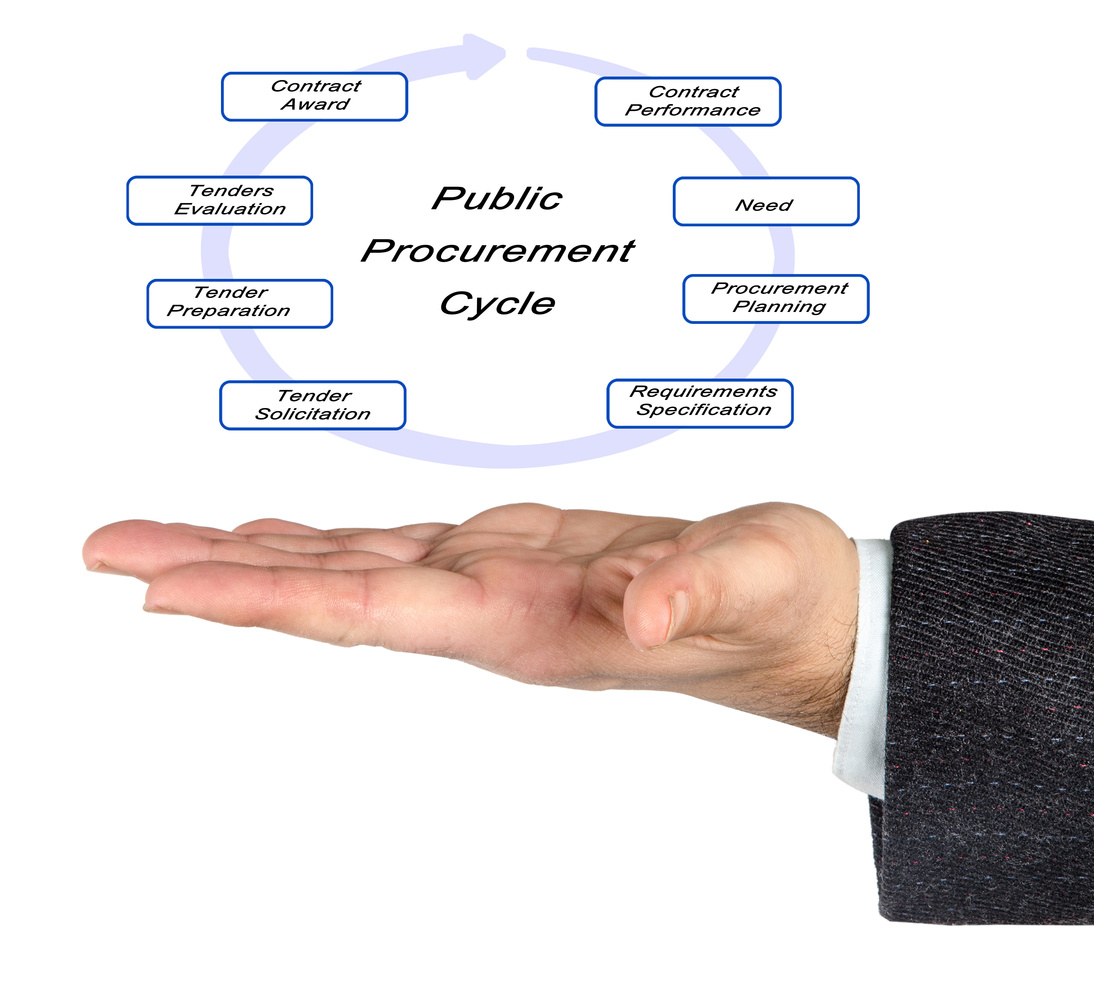 Contract
Award
Contract
Performance
Tenders
Evaluation
Need
Public
Procurement
Cycle
Tender
Preparation
Procurement
Planning
Tender
Solicitation
Requirements
Specification